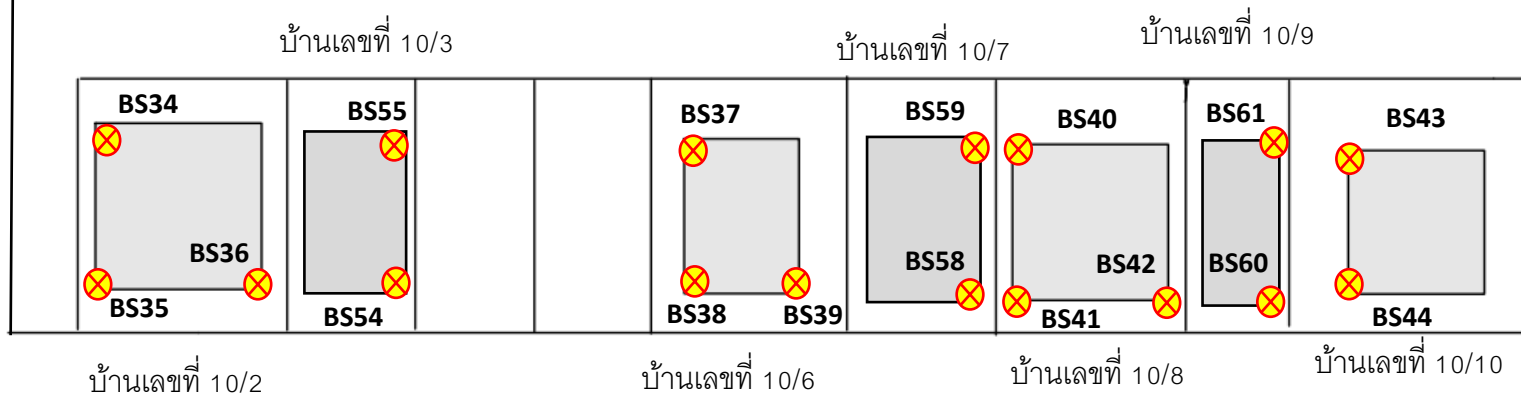 บ้านเลขที่ 10/3
บ้านเลขที่ 10/7
บ้านเลขที่ 10/9
BS34
BS55
BS37
BS59
BS40
BS61
BS43
BS36
BS58
BS42
BS60
BS35
BS54
BS38
BS39
BS41
BS44
บ้านเลขที่ 10/2
บ้านเลขที่ 10/6
บ้านเลขที่ 10/8
บ้านเลขที่ 10/10